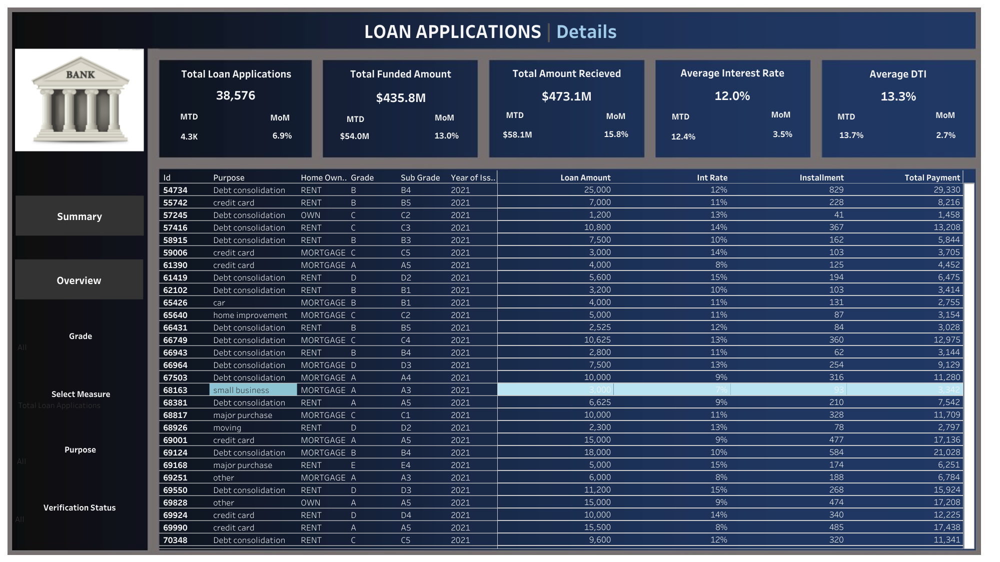 LOAN APPLICATIONS | Details
BANK
Total Loan Applications
38,576
MTD MoM
4.3K 6.9%
Total Funded Amount
$435.8M
MTD MoM
$54.0M 13.0%
Total Amount Recieved
$473.1M
MTD MoM
$58.1M 15.8%
Average Interest Rate
12.0%
MTD MoM
12.4% 3.5%
Average DTI
13.3%
MTD MoM
13.7% 2.7%
Summary
Overview
Grade
All
Select Measure
Total Loan Applications
Purpose
All
Verification Status
All
Id Purpose Home Own.. Grade Sub Grade Year of Iss.. Loan Amount Int Rate Installment Total Payment
54734 Debt consolidation RENT B B4 2021 25,000 12% 829 29,330
55742 credit card RENT B B5 2021 7,000 11% 228 8,216
57245 Debt consolidation OWN C C2 2021 1,200 13% 41 1,458
57416 Debt consolidation RENT C C3 2021 10,800 14% 367 13,208
58915 Debt consolidation RENT B B3 2021 7,500 10% 162 5,844
59006 credit card MORTGAGE C C5 2021 3,000 14% 103 3,705
61390 credit card MORTGAGE A A5 2021 4,000 8% 125 4,452
61419 Debt consolidation RENT D D2 2021 5,600 15% 194 6,475
62102 Debt consolidation RENT B B1 2021 3,200 10% 103 3,414
65426 car MORTGAGE B B1 2021 4,000 11% 131 2,755
65640 home improvement MORTGAGE C C2 2021 5,000 11% 87 3,154
66431 Debt consolidation RENT B B5 2021 2,525 12% 84 3,028
66749 Debt consolidation MORTGAGE C C4 2021 10,625 13% 360 12,975
66943 Debt consolidation RENT B B4 2021 2,800 11% 62 3,144
66964 Debt consolidation MORTGAGE D D3 2021 7,500 13% 254 9,129
67503 Debt consolidation MORTGAGE A A4 2021 10,000 9% 316 11,280
68163 small business MORTGAGE A A3 2021 3,000 7% 93 3,342
68381 Debt consolidation RENT A A5 2021 6,625 9% 210 7,542
68817 major purchase MORTGAGE C C1 2021 10,000 11% 328 11,709
68926 moving RENT D D2 2021 2,300 13% 78 2,797
69001 credit card MORTGAGE A A5 2021 15,000 9% 477 17,136
69124 Debt consolidation MORTGAGE B B4 2021 18,000 10% 584 21,028
69168 major purchase RENT E E4 2021 5,000 15% 174 6,251
69251 other MORTGAGE A A3 2021 6,000 8% 188 6,784
69550 Debt consolidation RENT D D3 2021 11,200 15% 268 15,924
69828 other OWN A A5 2021 15,000 9% 474 17,208
69924 credit card RENT D D4 2021 10,000 14% 340 12,225
69990 credit card RENT A A5 2021 15,500 8% 485 17,438
70348 Debt consolidation RENT C C5 2021 9,600 12% 320 11,341